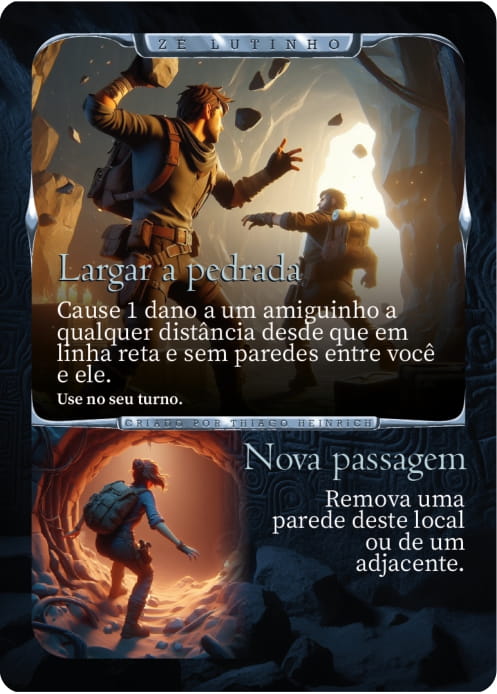 ZÉ LUTINHO
Largar a pedrada
Cause 1 dano a um amiguinho a
qualquer distância desde que em
linha reta e sem paredes entre você
e ele.
Use no seu turno.
CRIADO POR THIAGO HEINRICH
Nova passagem
Remova uma
parede deste local
ou de um
adjacente.